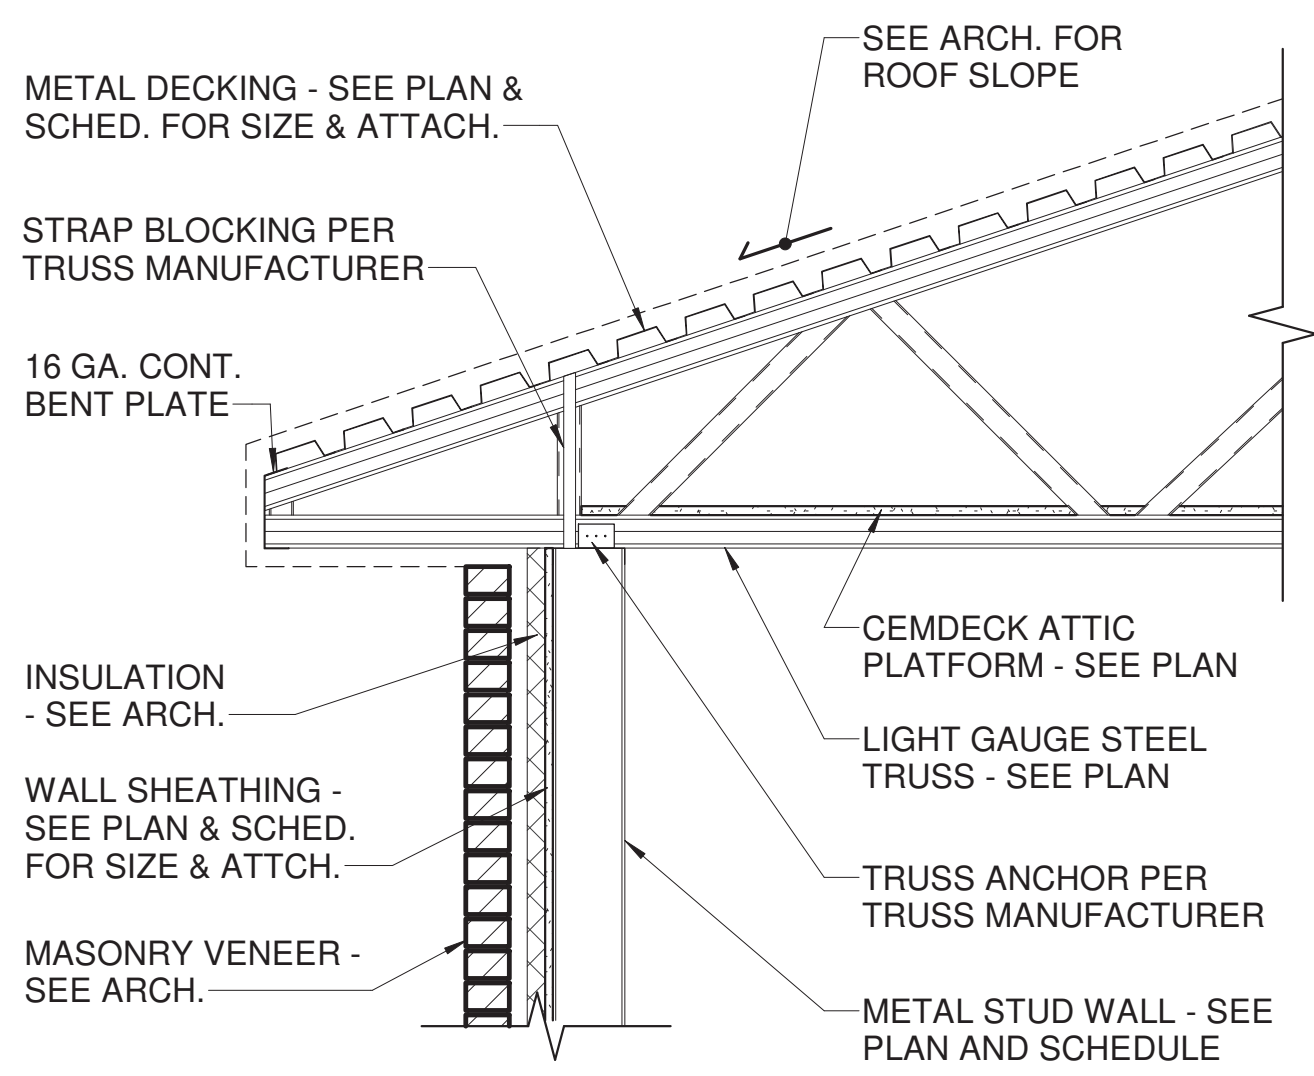 SEE ARCH. FOR
ROOF SLOPE
METAL DECKING - SEE PLAN &
SCHED. FOR SIZE & ATTACH.
STRAP BLOCKING PER
TRUSS MANUFACTURER
16 GA. CONT.
BENT PLATE
INSULATION
- SEE ARCH.
WALL SHEATHING -
SEE PLAN & SCHED.
FOR SIZE & ATTCH.
MASONRY VENEER -
SEE ARCH.
CEMDECK ATTIC
PLATFORM - SEE PLAN
LIGHT GAUGE STEEL
TRUSS - SEE PLAN
TRUSS ANCHOR PER
TRUSS MANUFACTURER
METAL STUD WALL - SEE
PLAN AND SCHEDULE